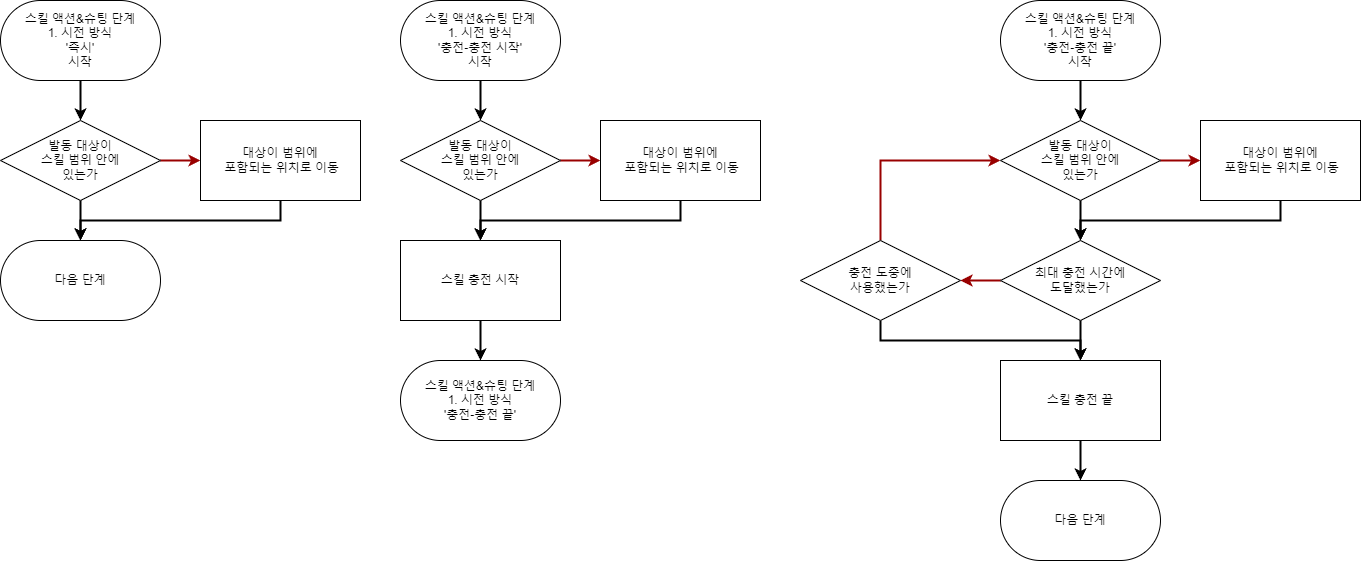 스킬 액션&슈팅 단계
1. 시전 방식
'즉시'
시작
발동 대상이
스킬 범위 안에
있는가
대상이 범위에
포함되는 위치로 이동
다음 단계
스킬 액션&슈팅 단계
1. 시전 방식
'충전-충전 시작'
시작
발동 대상이
스킬 범위 안에
있는가
대상이 범위에
포함되는 위치로 이동
스킬 충전 시작
스킬 액션&슈팅 단계
1. 시전 방식
'충전-충전 끝'
스킬 액션&슈팅 단계
1. 시전 방식
'충전-충전 끝'
시작
발동 대상이
스킬 범위 안에
있는가
대상이 범위에
포함되는 위치로 이동
충전 도중에
사용했는가
최대 충전 시간에
도달했는가
스킬 충전 끝
다음 단계